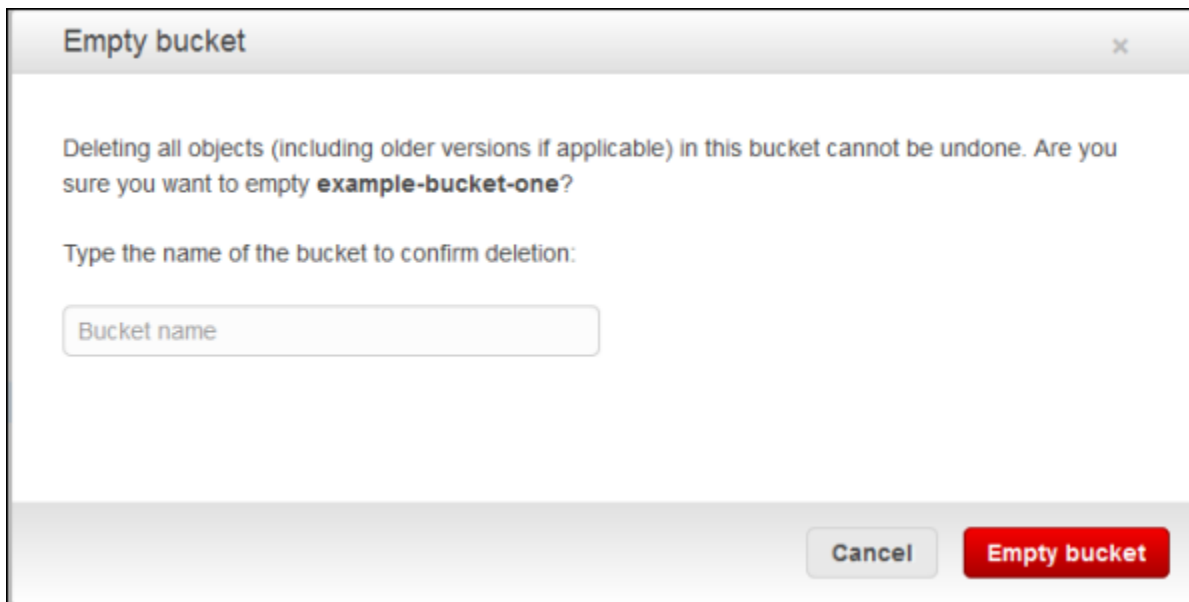 Empty bucket
×
Deleting all objects (including older versions if applicable) in this bucket cannot be undone. Are you
sure you want to empty example-bucket-one?
Type the name of the bucket to confirm deletion:
Bucket name
Cancel
Empty bucket